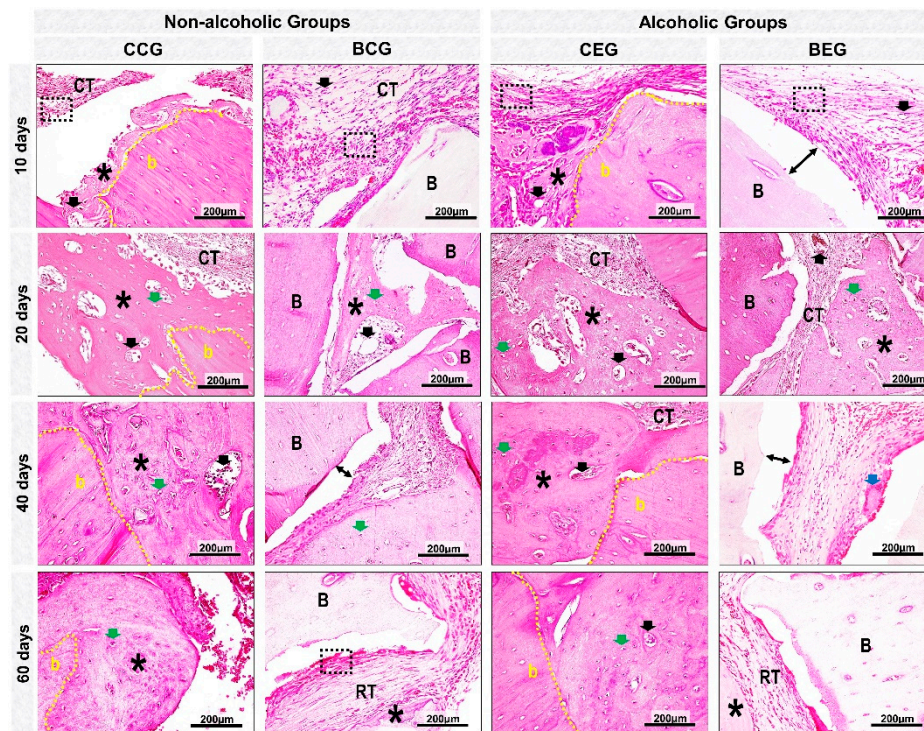 Non-alcoholic Groups Alcoholic Groups
CCG BCG CEG BEG
10 days
CT CT
b B b B
* *
200µm 200µm 200µm 200µm
20 days
CT B B CT B
* * * CT
b B *
200µm 200µm 200µm 200µm
40 days
B CT
* * B
b b
200µm 200µm 200µm 200µm
60 days
B B
b * RT b RT
* *
200µm 200µm 200µm 200µm